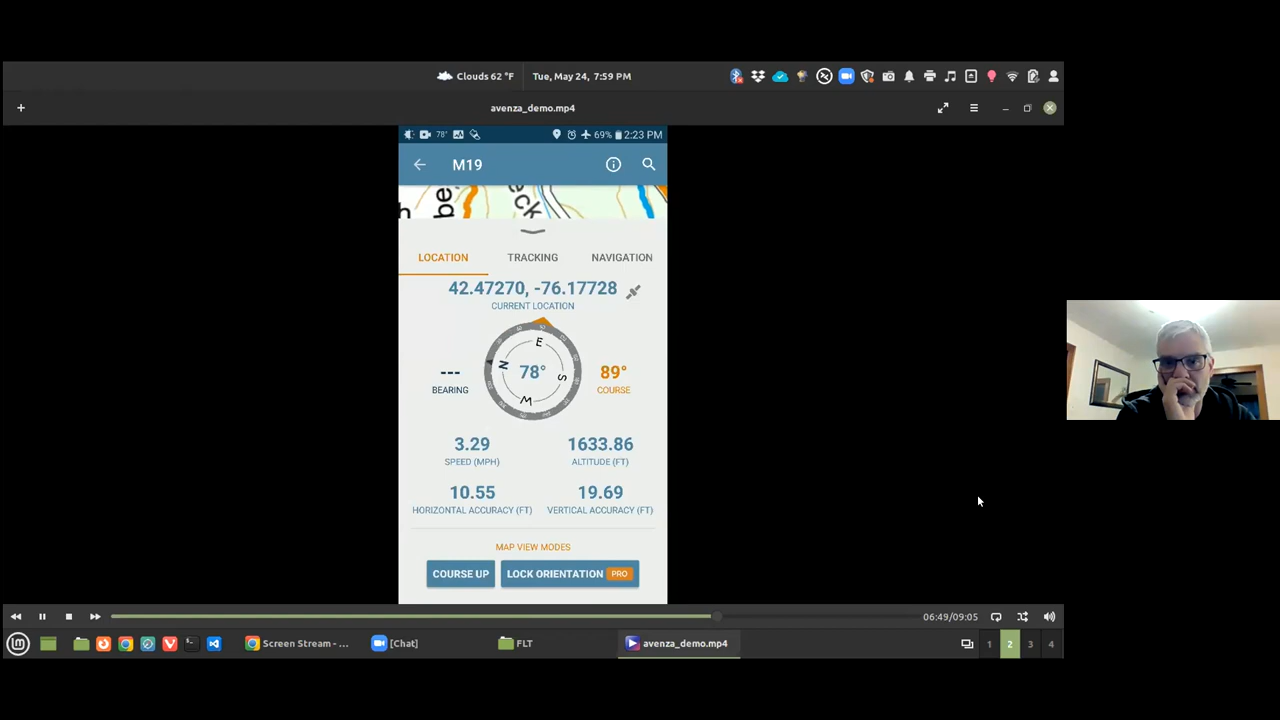 Clouds 62 °F
Tue, May 24, 7:59 PM
avenza_demo.mp4
78°
69%
2:23 PM
M19
h
be
eck
LOCATION
TRACKING
NAVIGATION
42.47270, -76.17728
CURRENT LOCATION
E
N
78°
S
W
---
BEARING
89°
COURSE
3.29
SPEED (MPH)
1633.86
ALTITUDE (FT)
10.55
HORIZONTAL ACCURACY (FT)
19.69
VERTICAL ACCURACY (FT)
MAP VIEW MODES
COURSE UP
LOCK ORIENTATION PRO
06:49/09:05
Screen Stream - ...
[Chat]
FLT
avenza_demo.mp4
1 2 3 4